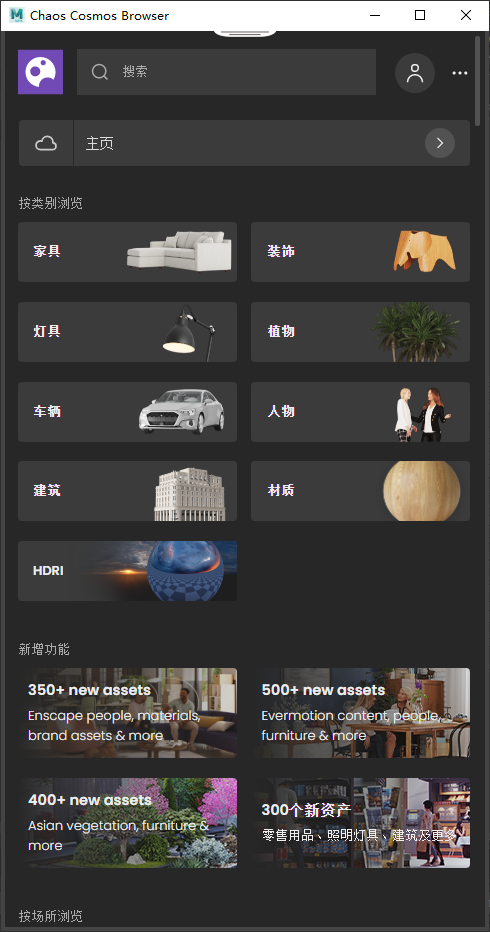 Chaos Cosmos Browser
搜索
主页
按类别浏览
家具
装饰
灯具
植物
车辆
人物
建筑
材质
HDRI
新增功能
350+ new assets
Enscape people, materials,
brand assets & more
500+ new assets
Evermotion content, people,
furniture & more
400+ new assets
Asian vegetation, furniture &
more
300个新资产
零售用品、照明灯具、建筑及更多
按场所浏览